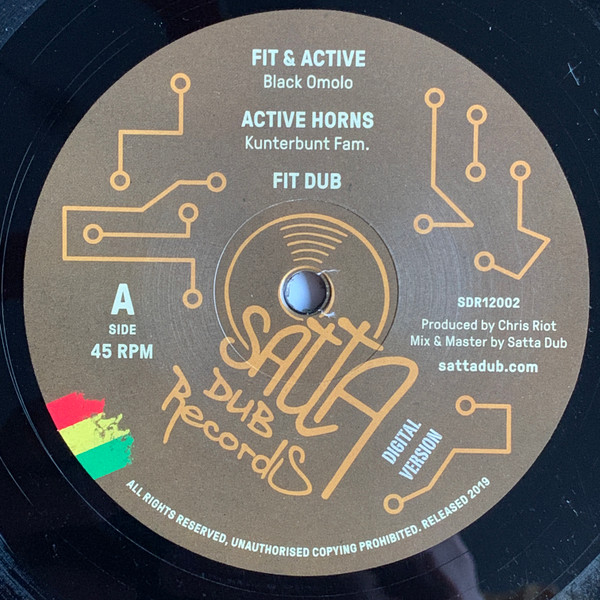 FIT & ACTIVE
Black Omolo
ACTIVE HORNS
Kunterbunt Fam.
FIT DUB
A
SIDE
45 RPM
SDR12002
Produced by Chris Riot
Mix & Master by Satta Dub
sattadub.com
SATTA
DUB
RecordS
DIGITAL
VERSION
ALL RIGHTS RESERVED, UNAUTHORISED COPYING PROHIBITED. RELEASED 2019